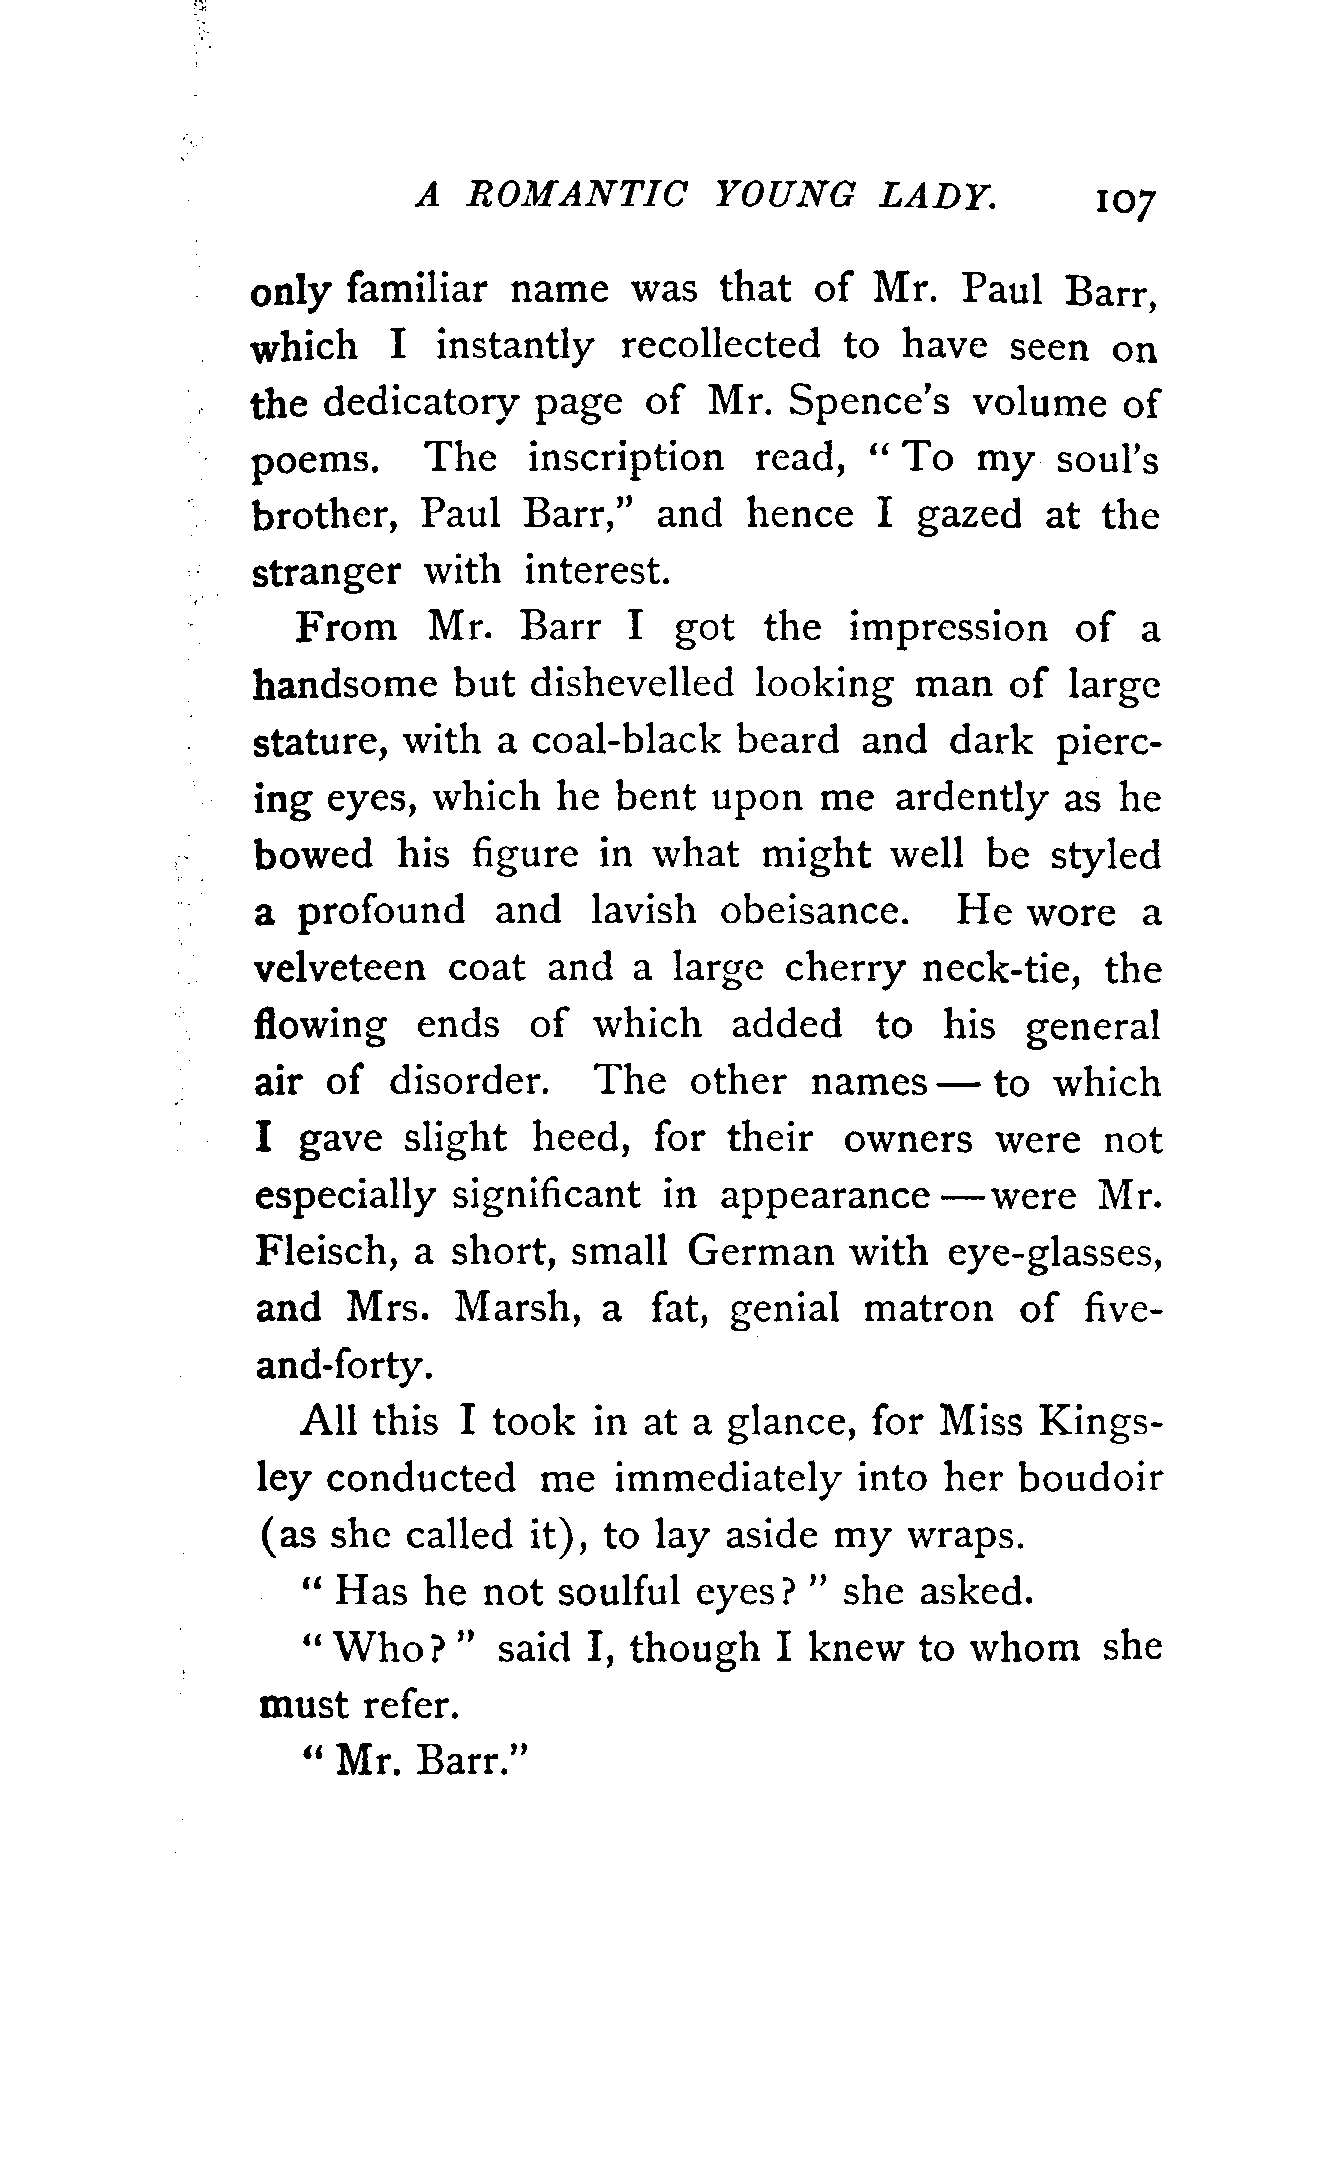 A ROMANTIC YOUNG LADY. 107
only familiar name was that of Mr. Paul Barr,
which I instantly recollected to have seen on
the dedicatory page of Mr. Spence's volume of
poems. The inscription read, “ To my soul's
brother, Paul Barr,” and hence I gazed at the
stranger with interest.
From Mr. Barr I got the impression of a
handsome but dishevelled looking man of large
stature, with a coal-black beard and dark pierc-
ing eyes, which he bent upon me ardently as he
bowed his figure in what might well be styled
a profound and lavish obeisance. He wore a
velveteen coat and a large cherry neck-tie, the
flowing ends of which added to his general
air of disorder. The other names — to which
I gave slight heed, for their owners were not
especially significant in appearance — were Mr.
Fleisch, a short, small German with eye-glasses,
and Mrs. Marsh, a fat, genial matron of five-
and-forty.
All this I took in at a glance, for Miss Kings-
ley conducted me immediately into her boudoir
(as she called it), to lay aside my wraps.
“ Has he not soulful eyes? ” she asked.
“ Who? ” said I, though I knew to whom she
must refer.
“ Mr. Barr.”